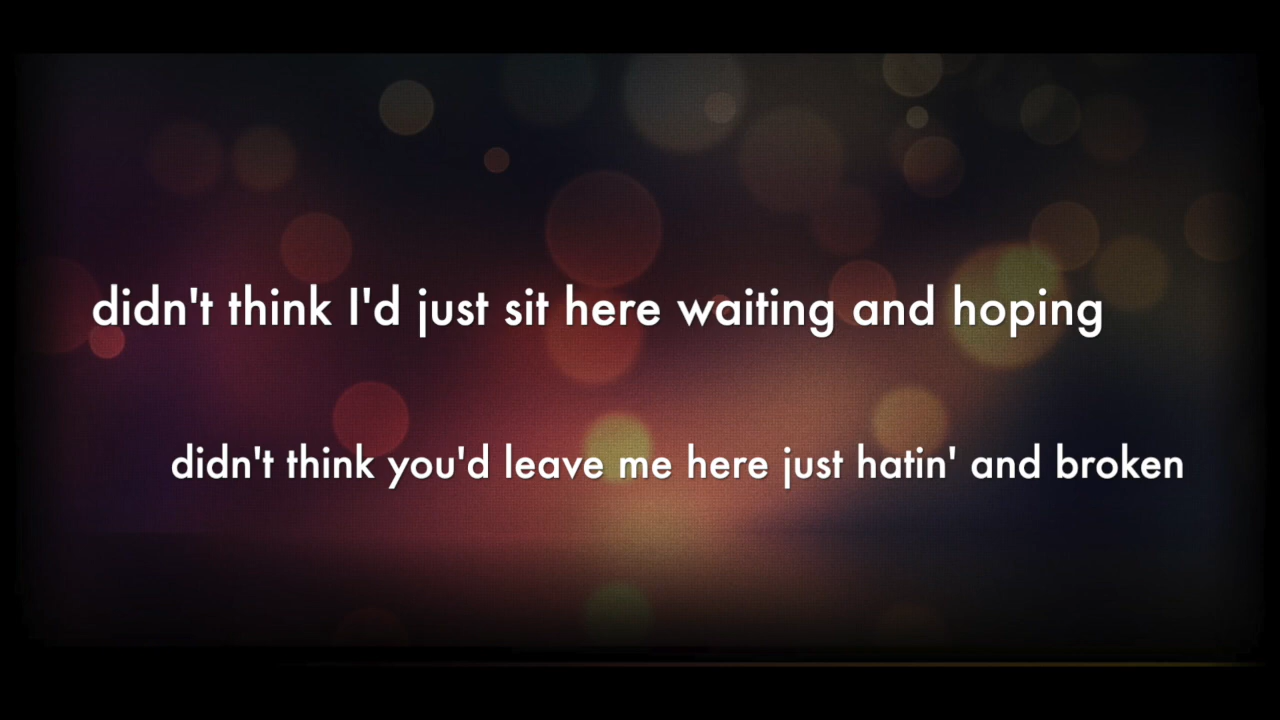 didn't think I'd just sit here waiting and hoping
didn't think you'd leave me here just hatin' and broken